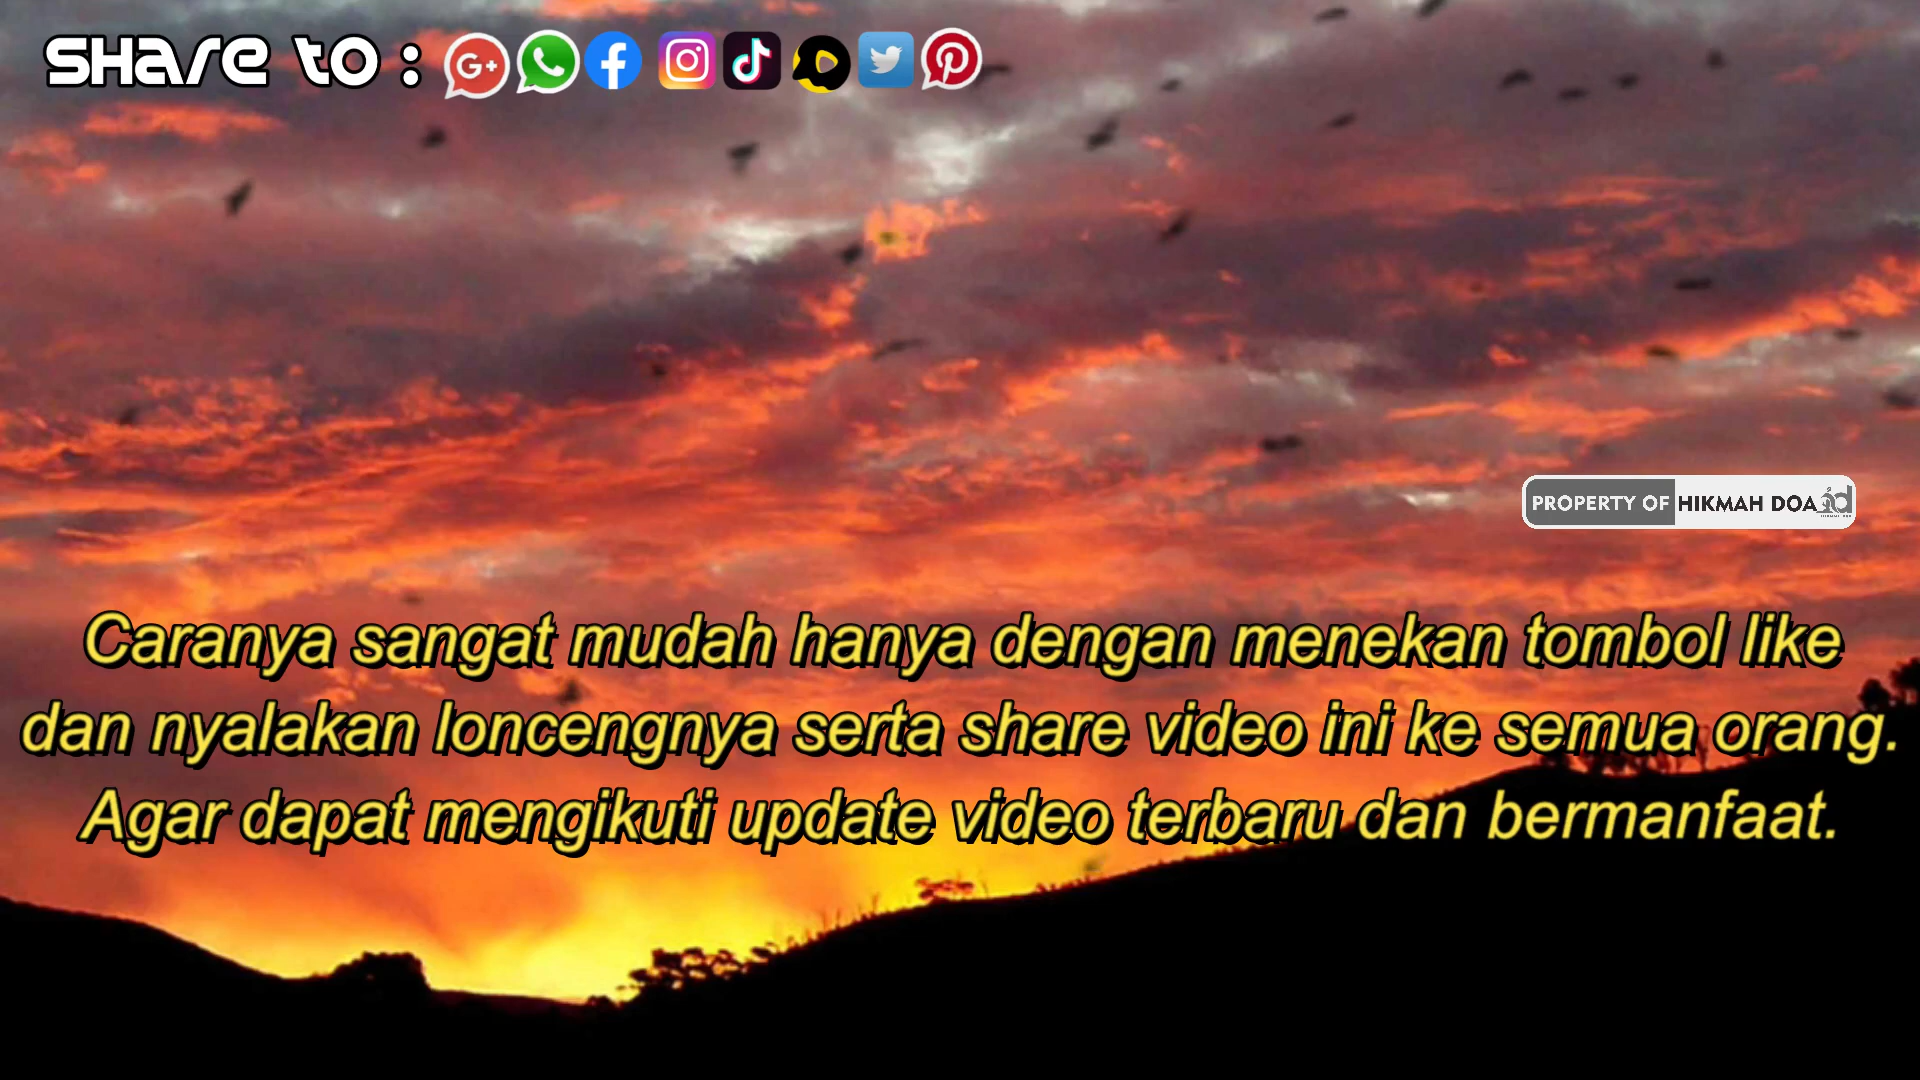 SHARE TO :
PROPERTY OF HIKMAH DOA
Caranya sangat mudah hanya dengan menekan tombol like
dan nyalakan loncengnya serta share video ini ke semua orang.
Agar dapat mengikuti update video terbaru dan bermanfaat.